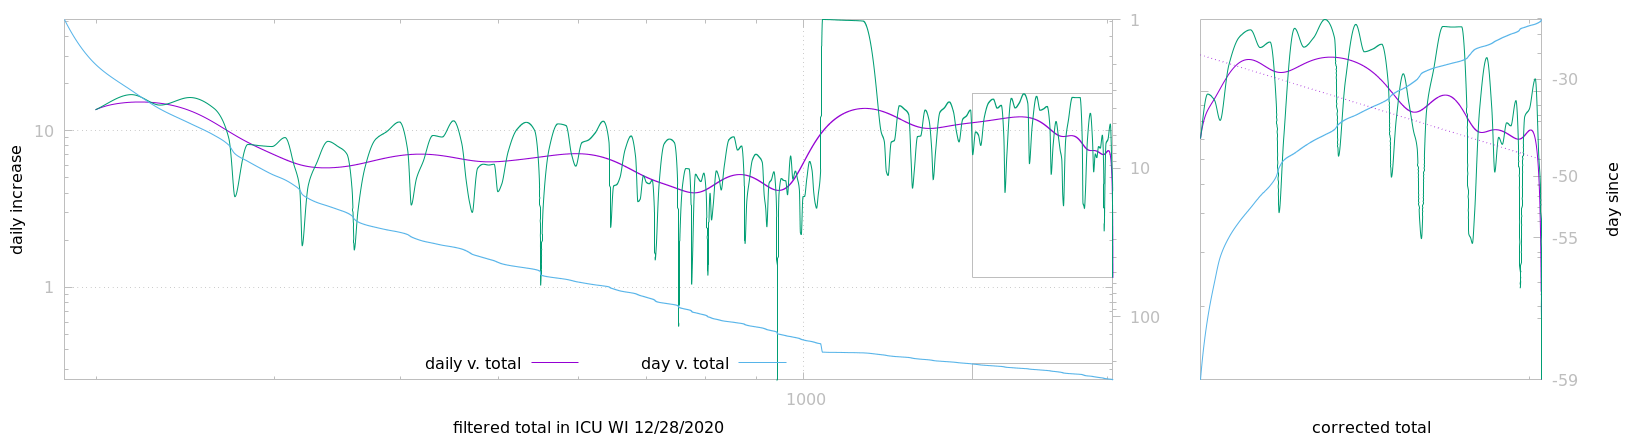 daily increase
10
1
daily v. total
day v. total
1000
filtered total in ICU WI 12/28/2020
1
10
100
-30
-50
-55
-59
day since
corrected total